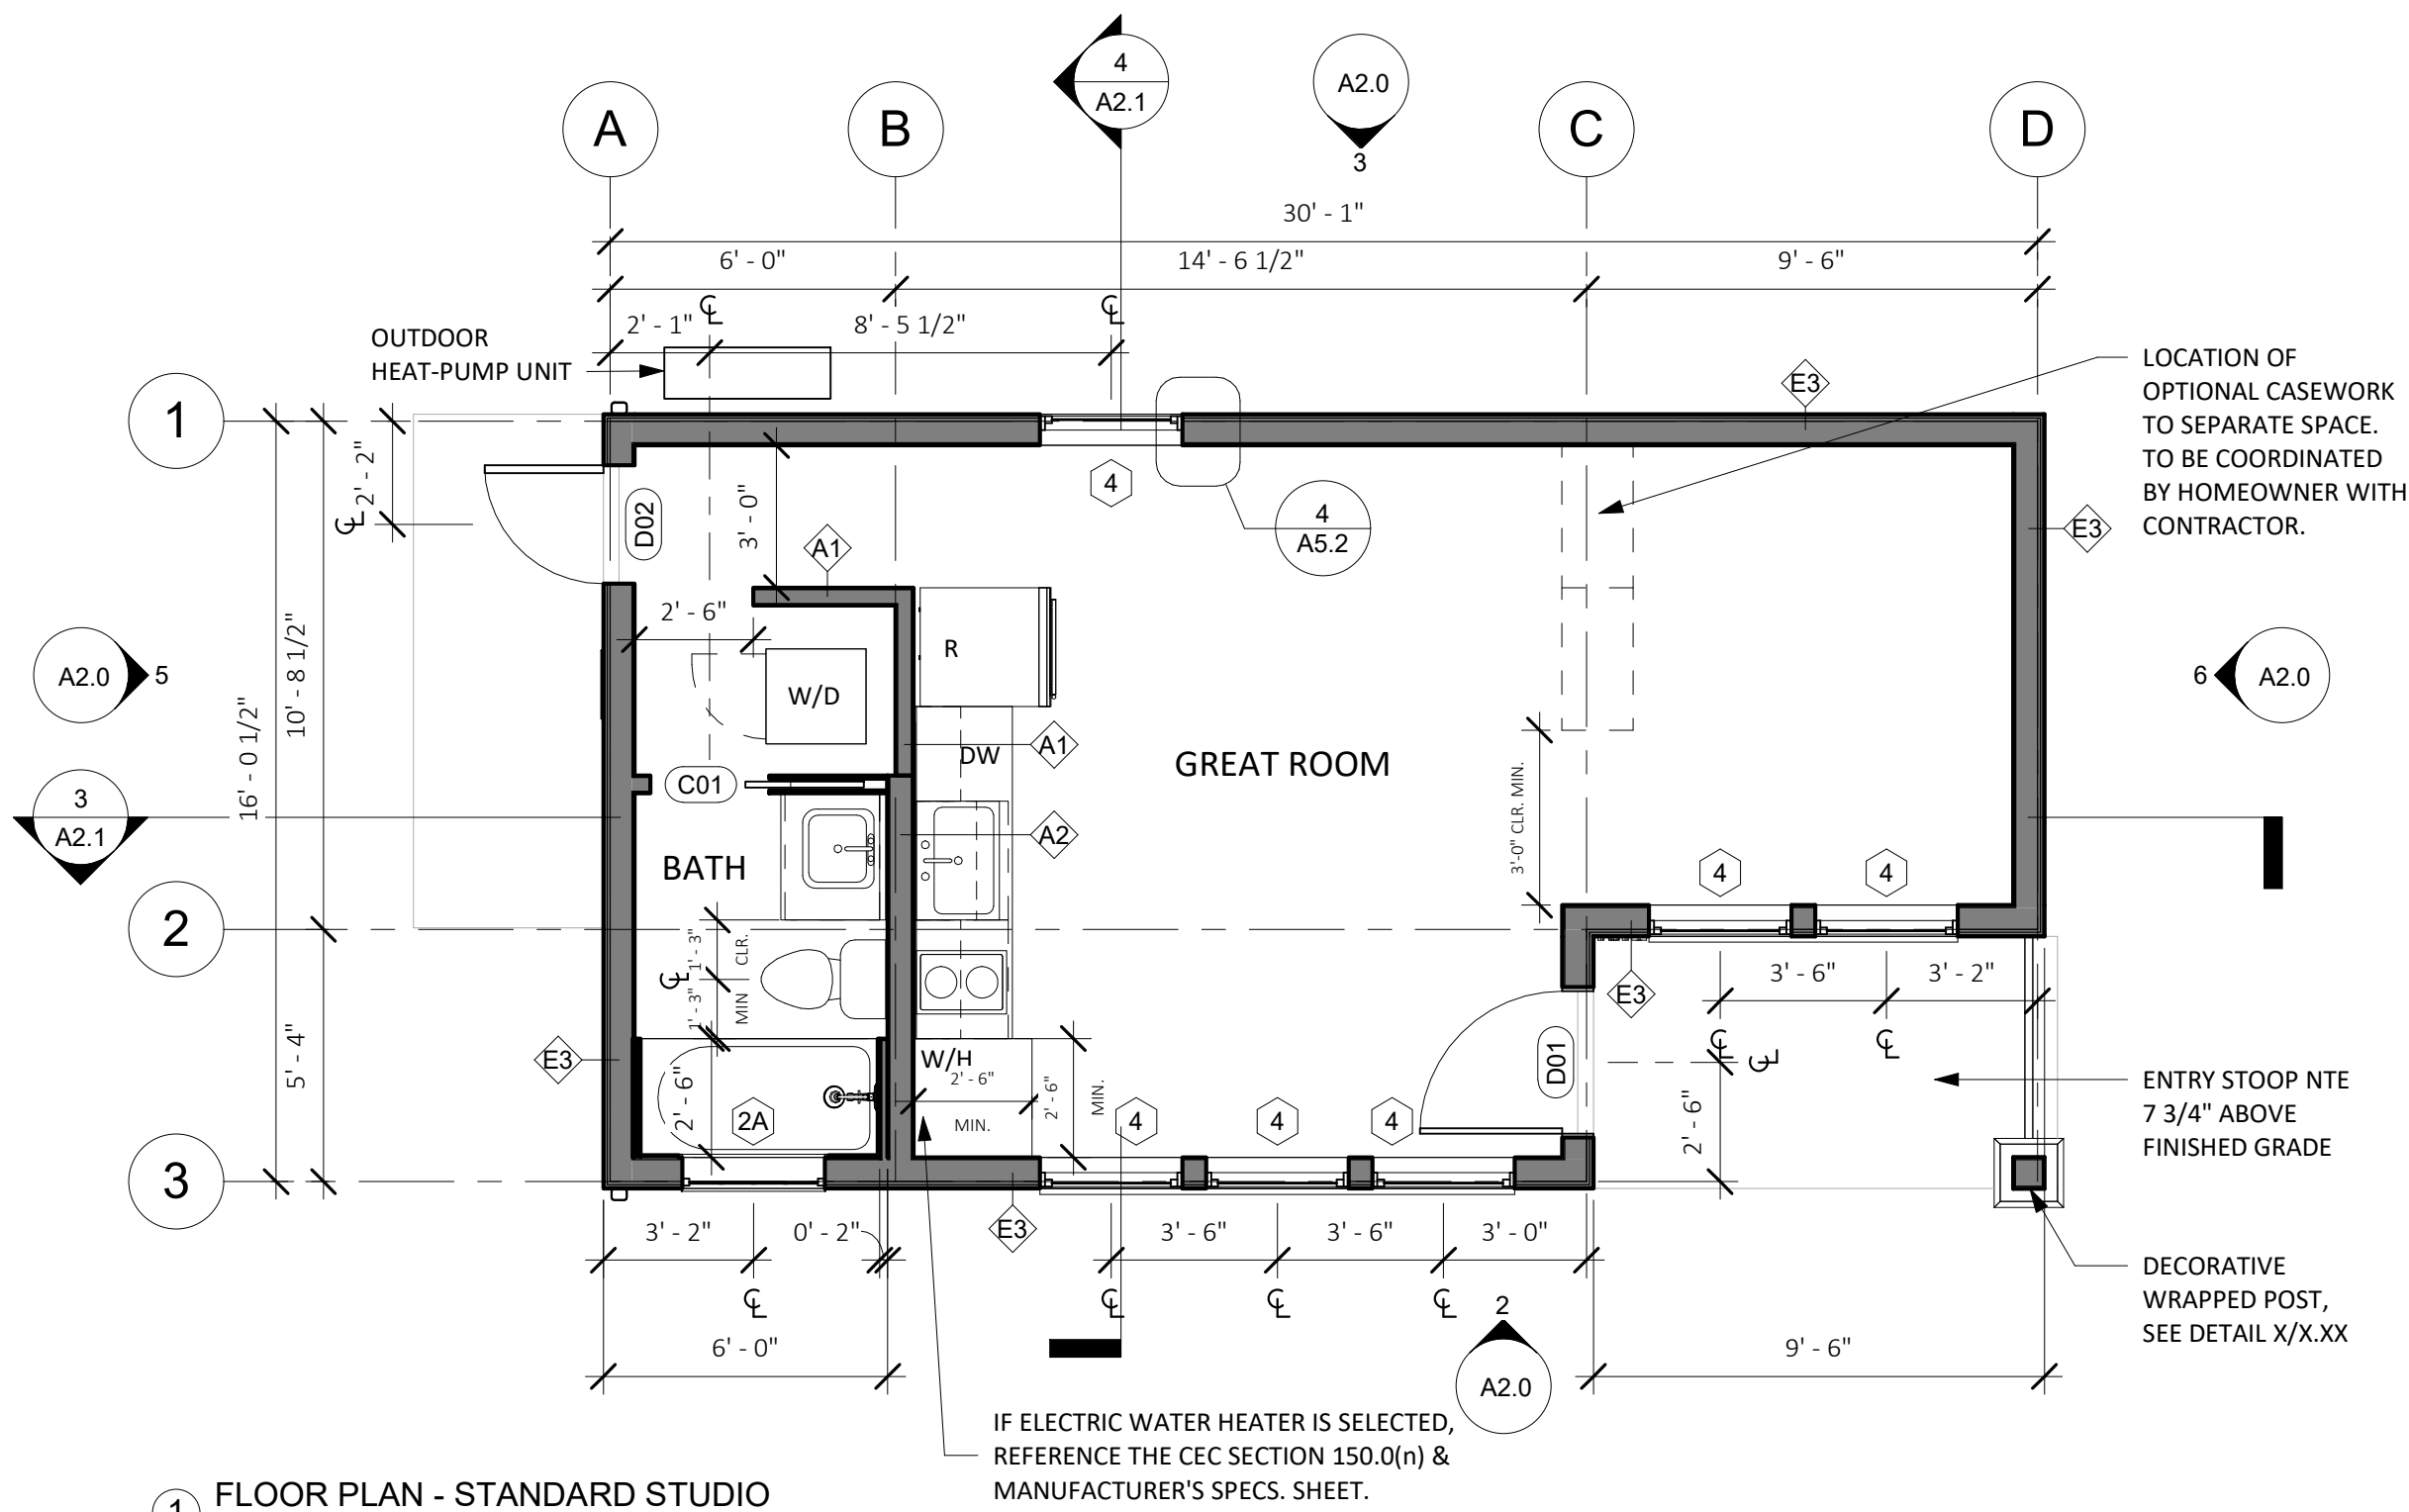 4
A2.1
A2.0
3
A
B
C
D
30' - 1"
6' - 0"
14' - 6 1/2"
9' - 6"
2' - 1"
8' - 5 1/2"
OUTDOOR
HEAT-PUMP UNIT
LOCATION OF
OPTIONAL CASEWORK
TO SEPARATE SPACE.
TO BE COORDINATED
BY HOMEOWNER WITH
CONTRACTOR.
E3
1
2' - 2"
D02
3' - 0"
A1
4
4
A5.2
E3
2' - 6"
R
W/D
10' - 8 1/2"
16' - 0 1/2"
A2.0
5
6
A2.0
DW
A1
GREAT ROOM
C01
3'-0" CLR. MIN.
3
A2.1
A2
BATH
4
4
2
1' - 3"
CLR.
1' - 3"
MIN
3' - 6"
3' - 2"
E3
5' - 4"
E3
W/H
2' - 6"
MIN.
2' - 6"
MIN.
2' - 6"
2A
4
4
4
D01
2' - 6"
ENTRY STOOP NTE
7 3/4" ABOVE
FINISHED GRADE
3
3' - 2"
0' - 2"
E3
3' - 6"
3' - 6"
3' - 0"
DECORATIVE
WRAPPED POST,
SEE DETAIL X/X.XX
2
A2.0
6' - 0"
9' - 6"
IF ELECTRIC WATER HEATER IS SELECTED,
REFERENCE THE CEC SECTION 150.0(n) &
MANUFACTURER'S SPECS. SHEET.
1
FLOOR PLAN - STANDARD STUDIO